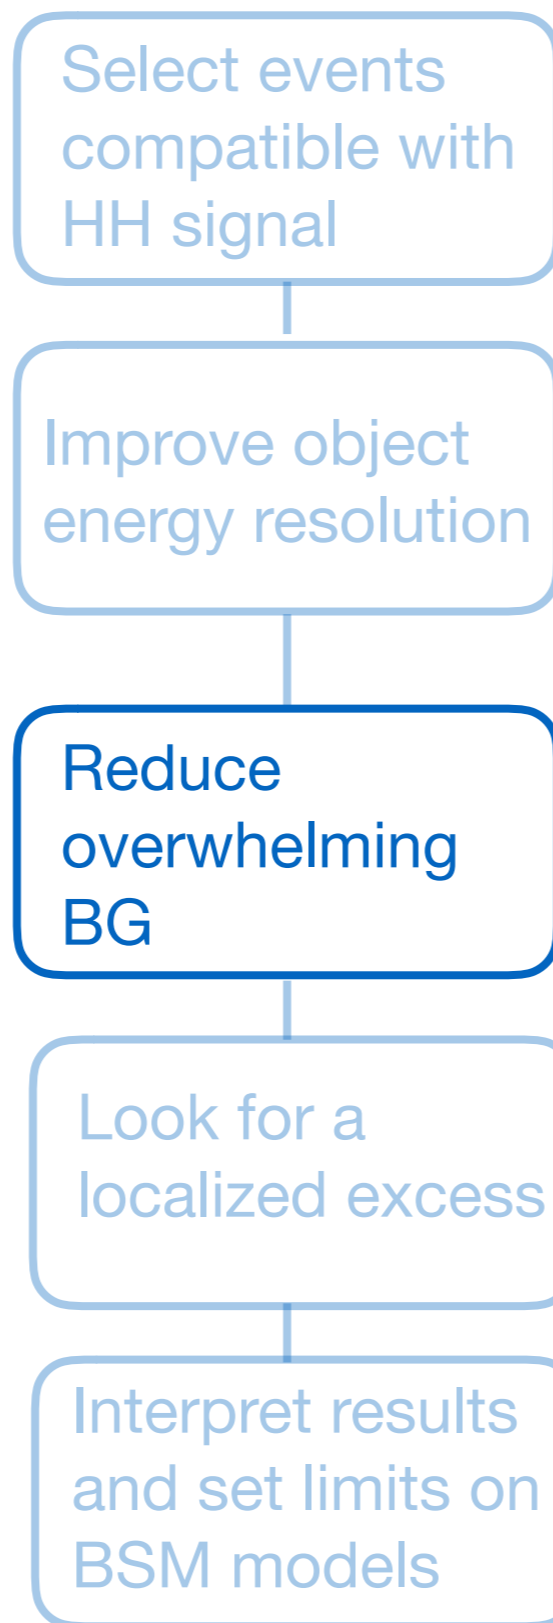 Select events
compatible with
HH signal
Improve object
energy resolution
Reduce
overwhelming
BG
Look for a
localized excess
Interpret results
and set limits on
BSM models